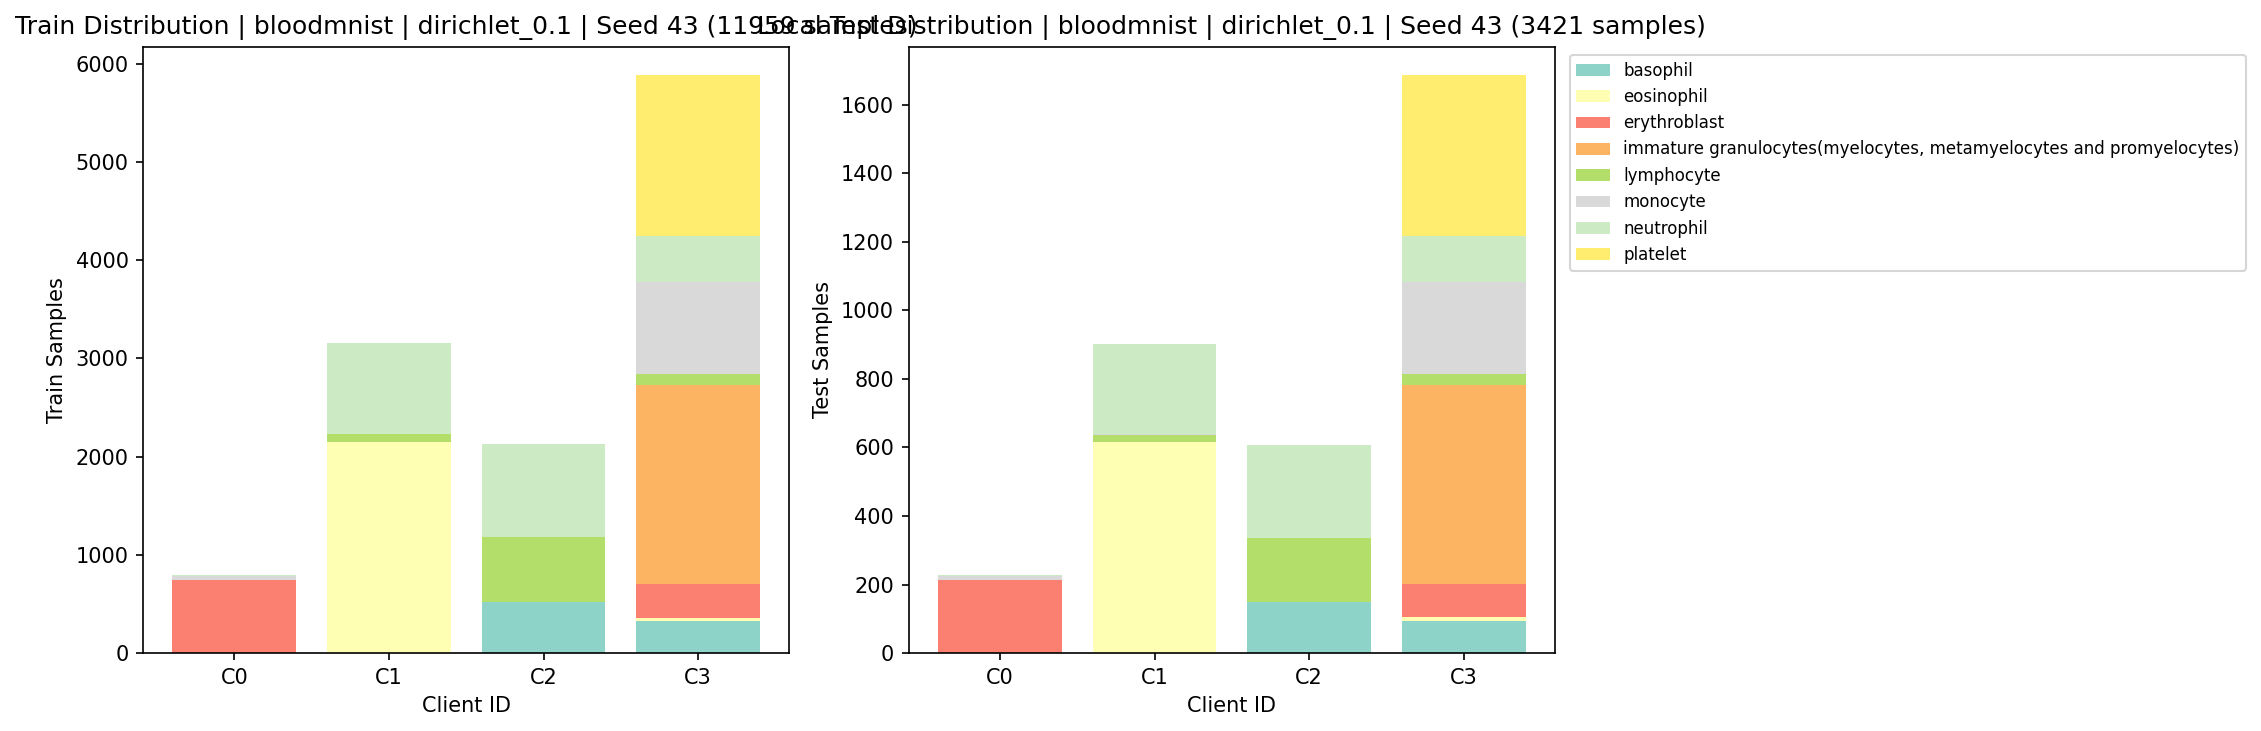 Train Distribution | bloodmnist | dirichlet_0.1 | Seed 43 (11959 samples)
Local Test Distribution | bloodmnist | dirichlet_0.1 | Seed 43 (3421 samples)
Train Samples
6000
5000
4000
3000
2000
1000
0
C0 C1 C2 C3
Client ID
Test Samples
1600
1400
1200
1000
800
600
400
200
0
C0 C1 C2 C3
Client ID
basophil
eosinophil
erythroblast
immature granulocytes(myelocytes, metamyelocytes and promyelocytes)
lymphocyte
monocyte
neutrophil
platelet